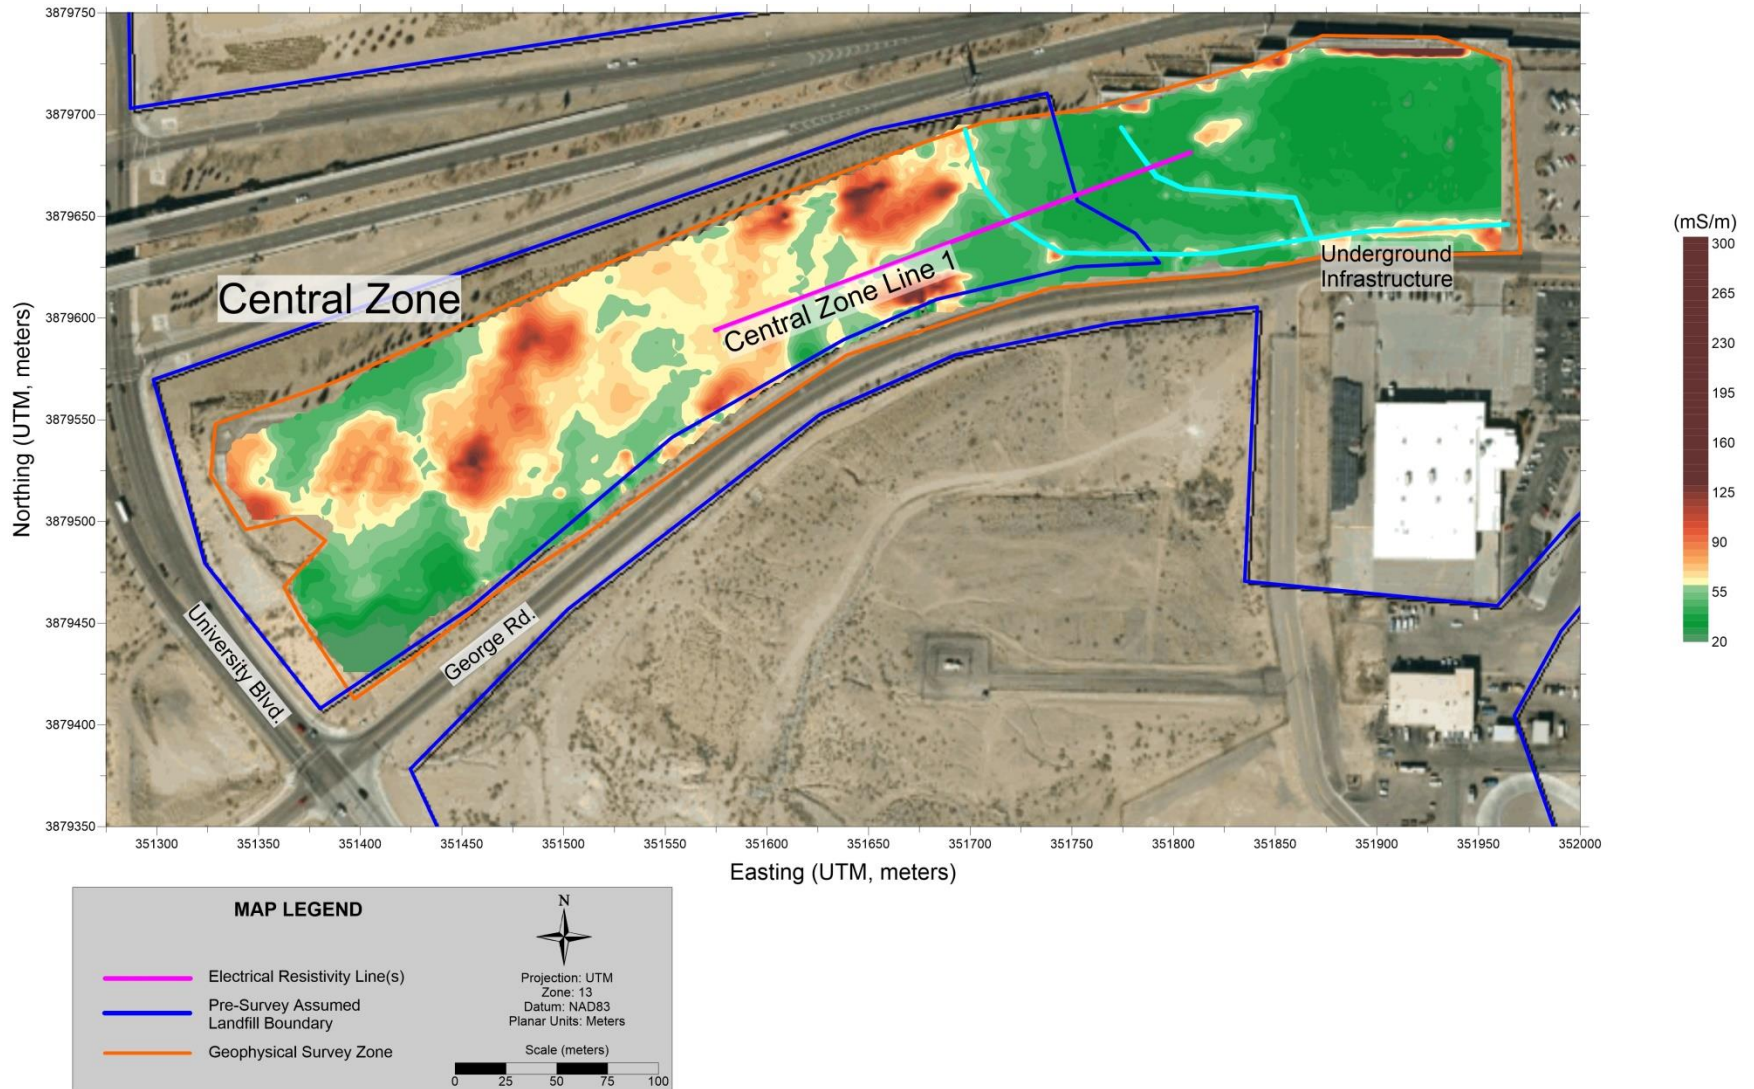 3879750
3879700
3879650
3879600
3879550
3879500
3879450
3879400
3879350
Northing (UTM, meters)
Central Zone
Central Zone Line 1
Underground
Infrastructure
University Blvd.
George Rd.
(mS/m)
300
265
230
195
160
125
90
55
20
351300
351350
351400
351450
351500
351550
351600
351650
351700
351750
351800
351850
351900
351950
352000
Easting (UTM, meters)
MAP LEGEND
Electrical Resistivity Line(s)
Pre-Survey Assumed
Landfill Boundary
Geophysical Survey Zone
N
Projection: UTM
Zone: 13
Datum: NAD83
Planar Units: Meters
Scale (meters)
0 25 50 75 100